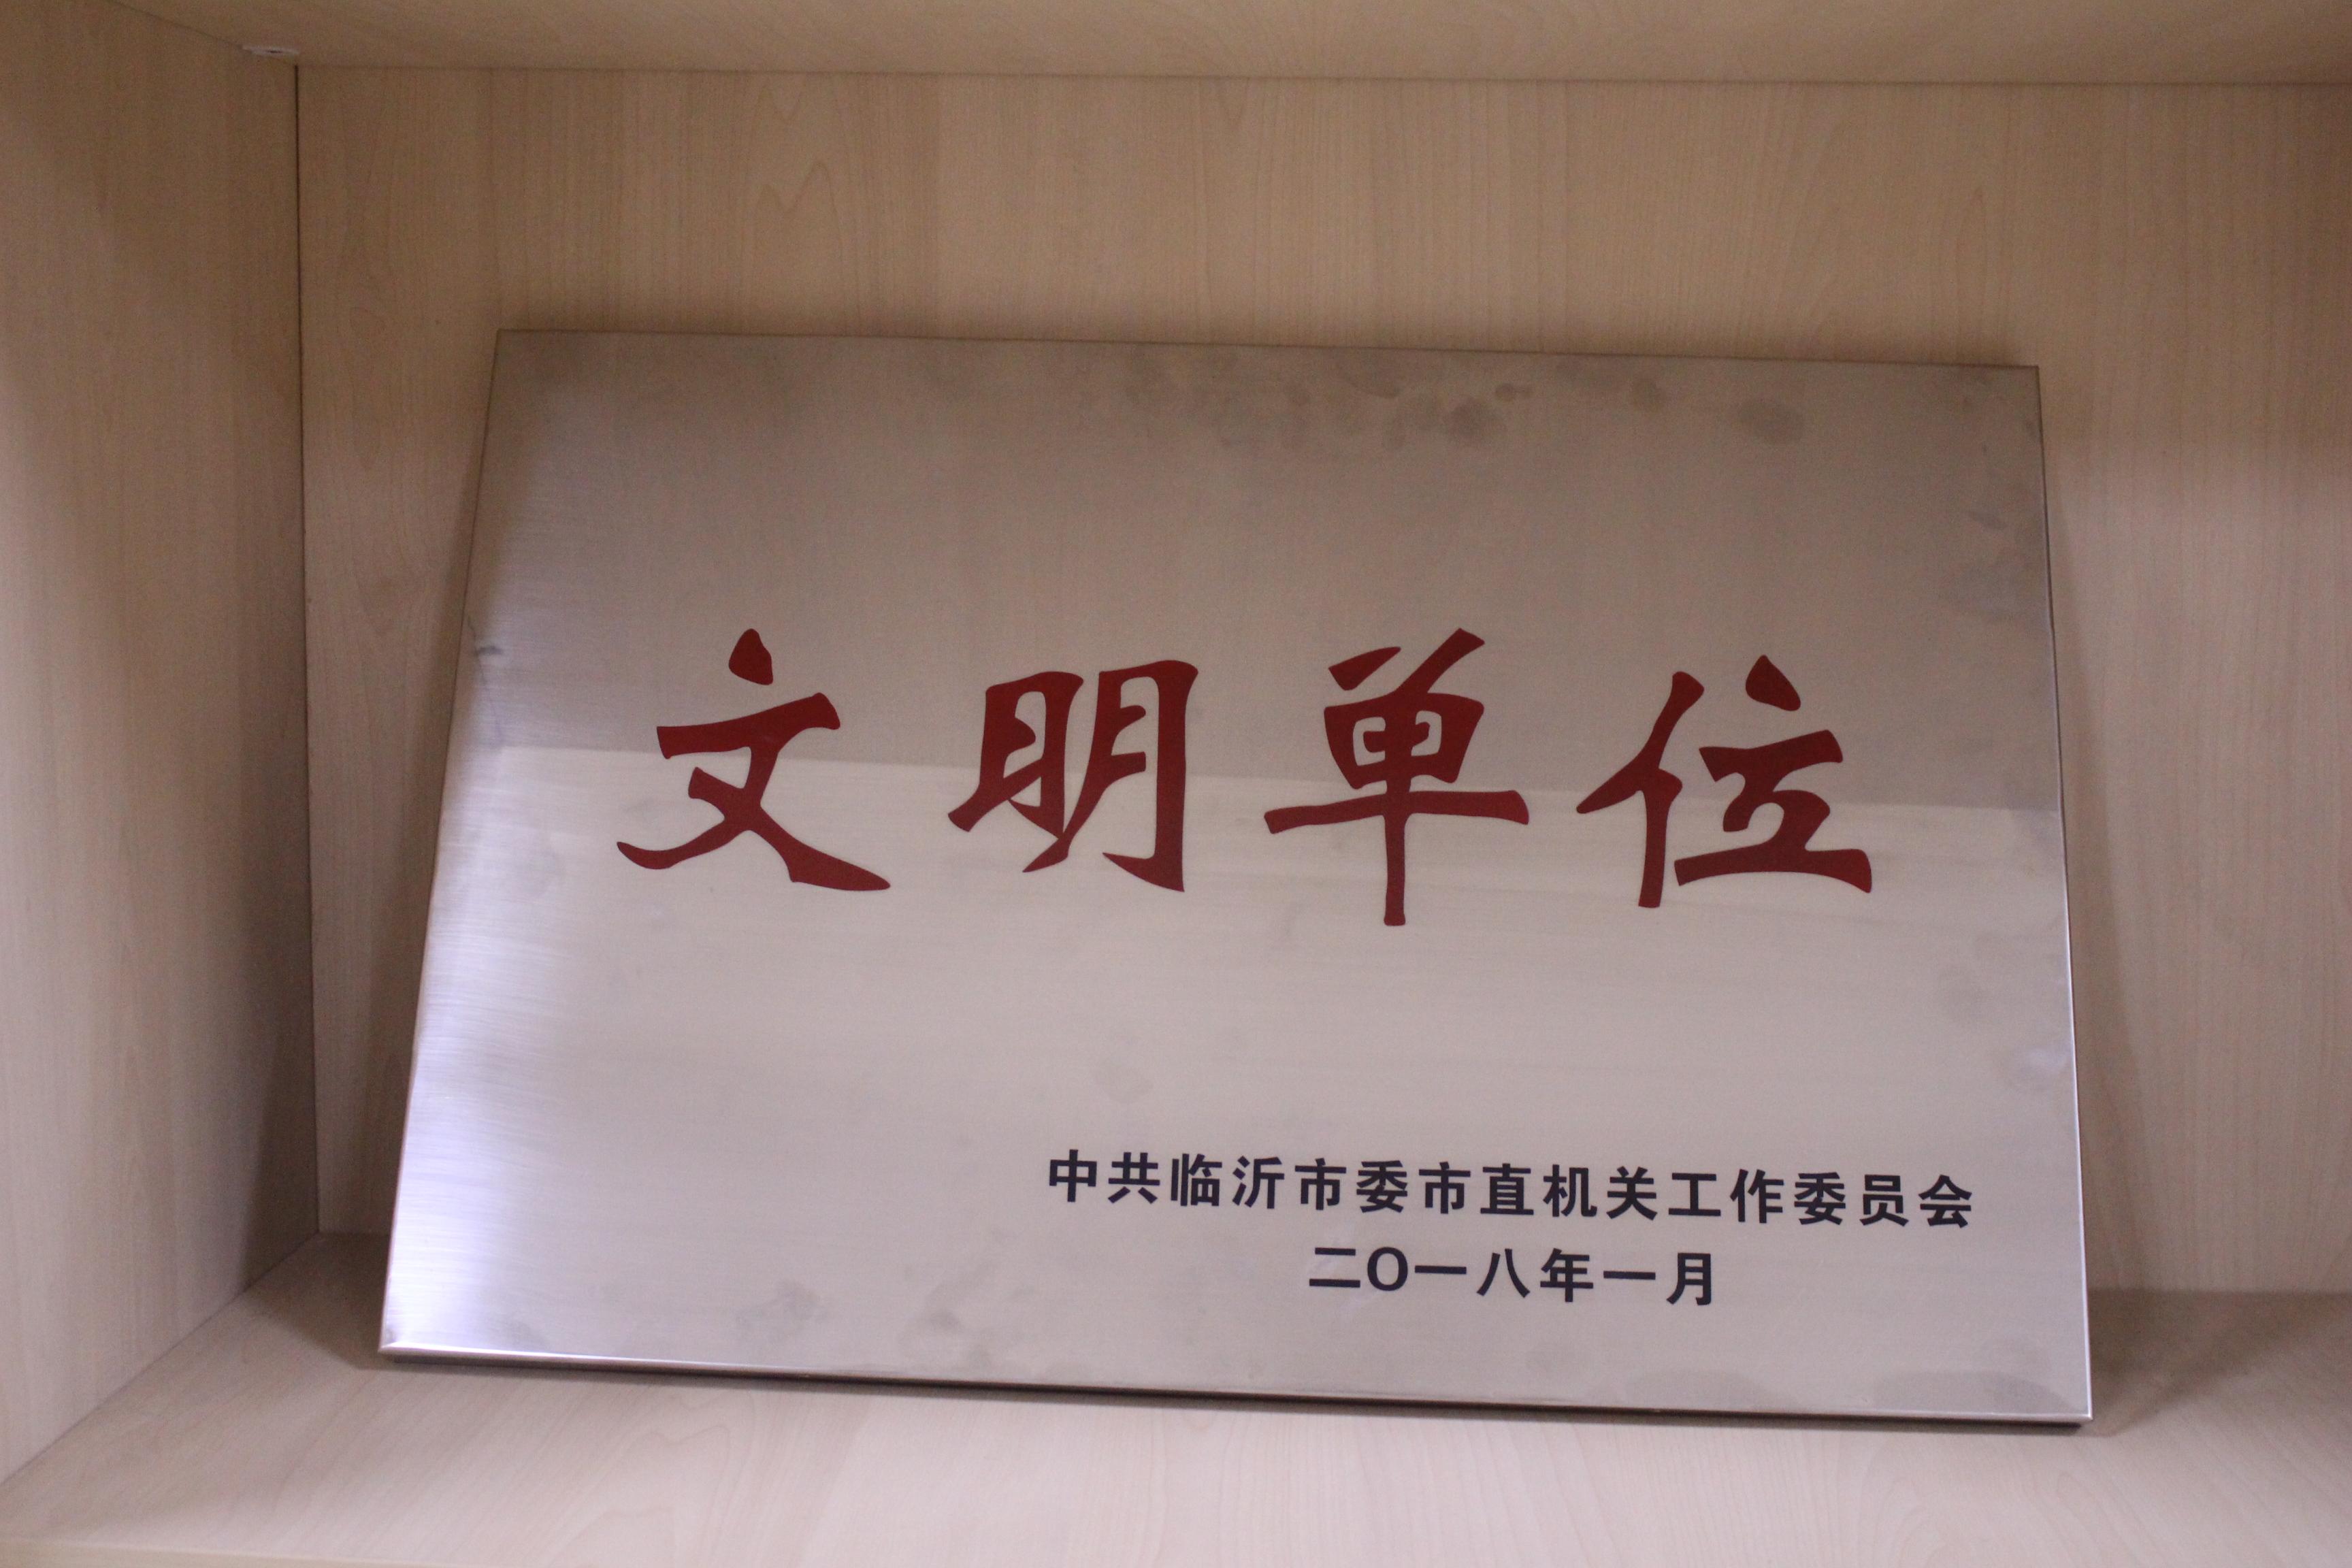 文明单位
中共临沂市委市直机关工作委员会
二O一八年一月